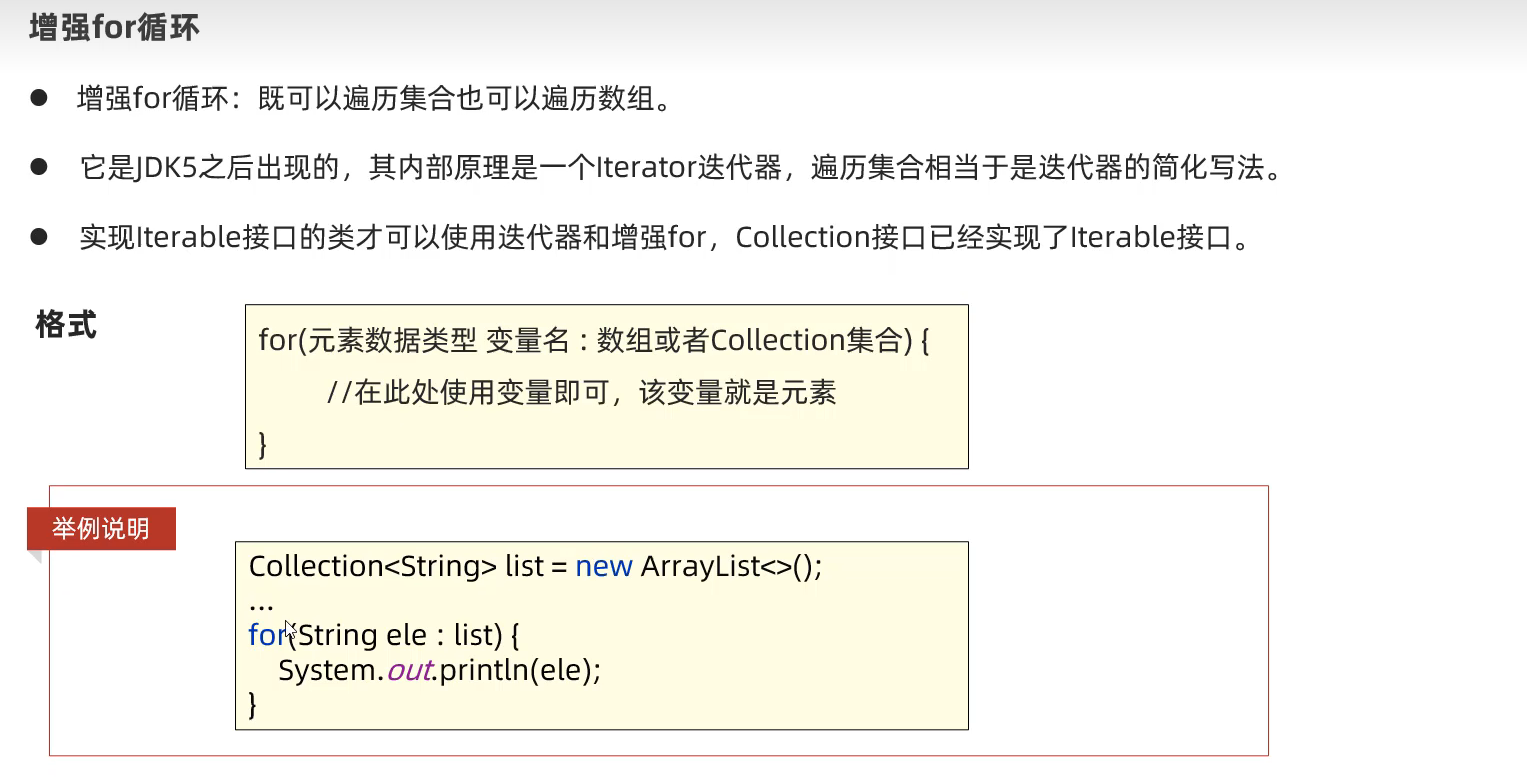 增强for循环
● 增强for循环：既可以遍历集合也可以遍历数组。
● 它是JDK5之后出现的，其内部原理是一个Iterator迭代器，遍历集合相当于是迭代器的简化写法。
● 实现Iterable接口的类才可以使用迭代器和增强for，Collection接口已经实现了Iterable接口。
格式
for(元素数据类型 变量名 : 数组或者Collection集合) {
//在此处使用变量即可，该变量就是元素
}
举例说明
Collection<String> list = new ArrayList<>();
...
for(String ele : list) {
System.out.println(ele);
}